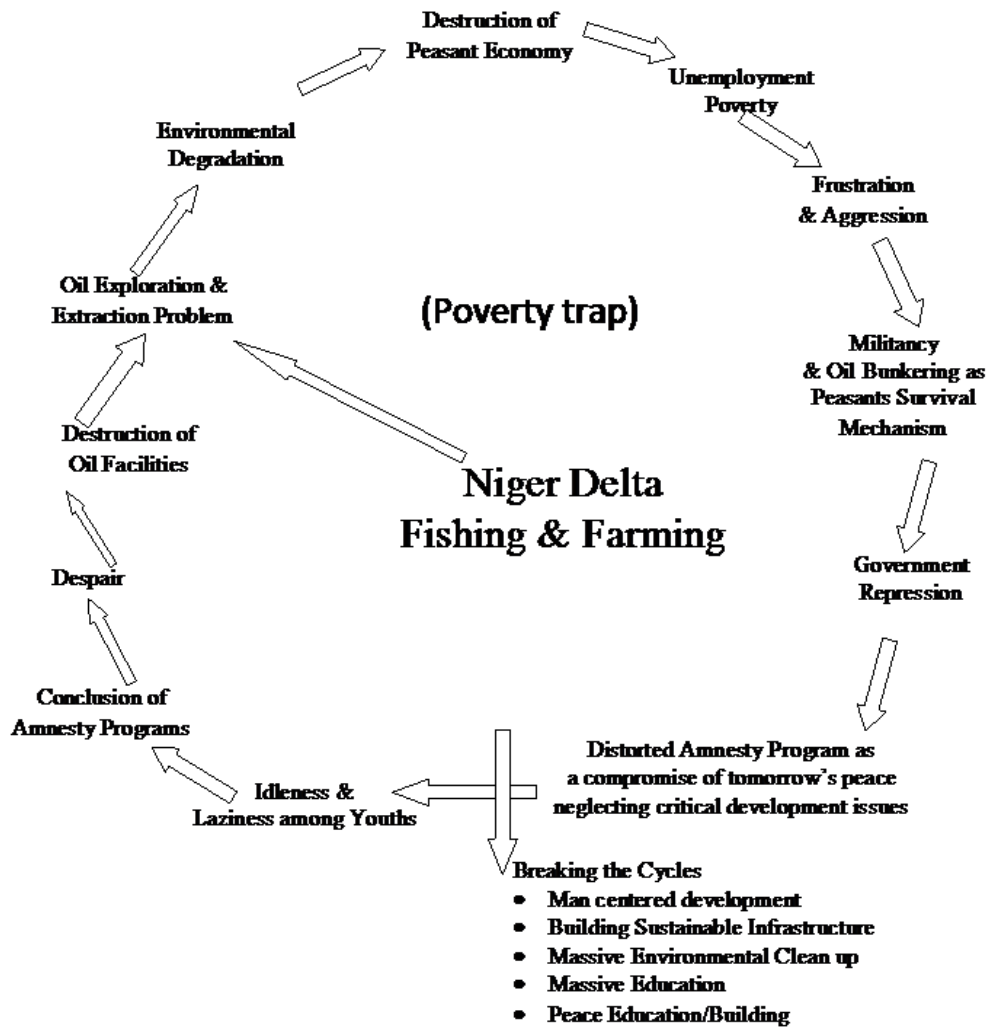 Destruction of
Peasant Economy
Unemployment
Poverty
Frustration
& Aggression
Militancy
& Oil Bunkering as
Peasants Survival
Mechanism
Government
Repression
Distorted Amnesty Program as
a compromise of tomorrow's peace
neglecting critical development issues
Idleness &
Laziness among Youths
Conclusion of
Amnesty Programs
Despair
Destruction of
Oil Facilities
Oil Exploration &
Extraction Problem
Environmental
Degradation
(Poverty trap)
Niger Delta
Fishing & Farming
Breaking the Cycles
• Man centered development
• Building Sustainable Infrastructure
• Massive Environmental Clean up
• Massive Education
• Peace Education/Building